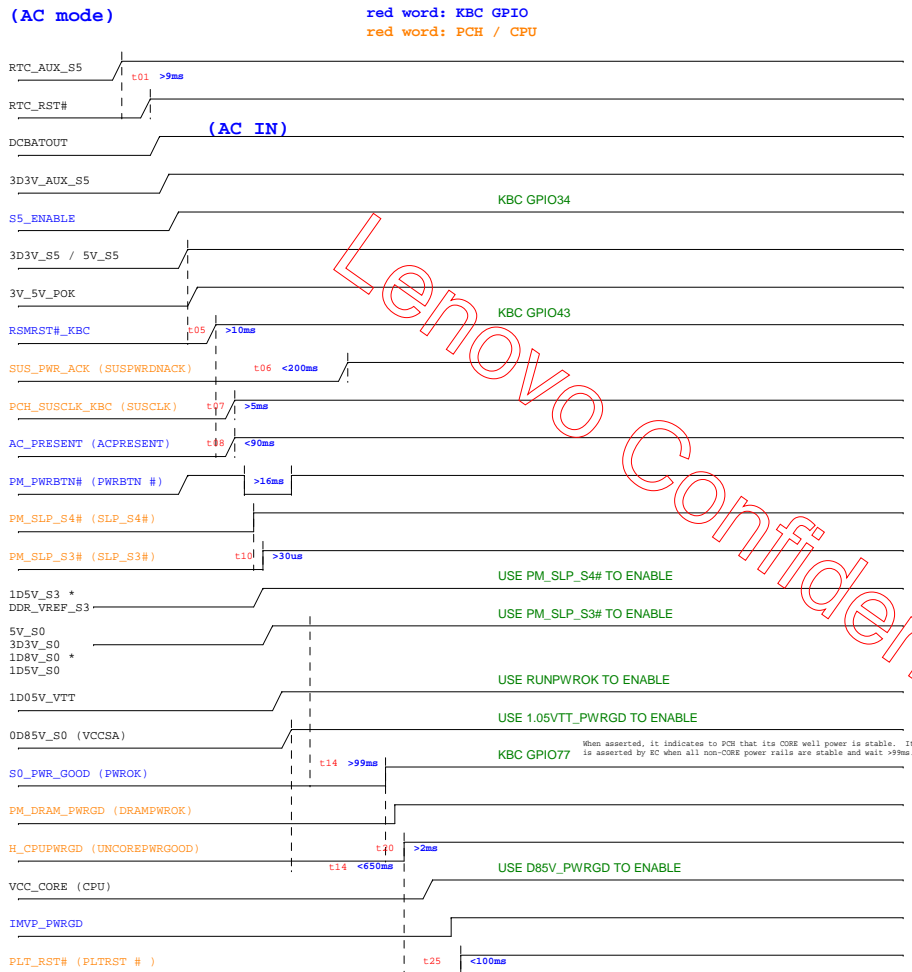 (AC mode)
red word: KBC GPIO
red word: PCH / CPU
RTC_AUX_S5
t01 >9ms
RTC_RST#
(AC IN)
DCBATOUT
3D3V_AUX_S5
KBC GPIO34
S5_ENABLE
3D3V_S5 / 5V_S5
3V_5V_POK
KBC GPIO43
RSMRST#_KBC
t05 >10ms
SUS_PWR_ACK (SUSPWRDNACK)
t06 <200ms
PCH_SUSCLK_KBC (SUSCLK)
t07 >5ms
AC_PRESENT (ACPRESENT)
t08 <90ms
PM_PWRBTN# (PWRBTN #)
>16ms
PM_SLP_S4# (SLP_S4#)
PM_SLP_S3# (SLP_S3#)
t10 >30us
USE PM_SLP_S4# TO ENABLE
1D5V_S3 *
DDR_VREF_S3
USE PM_SLP_S3# TO ENABLE
5V_S0
3D3V_S0
1D8V_S0 *
1D5V_S0
USE RUNPWROK TO ENABLE
1D05V_VTT
USE 1.05VTT_PWRGD TO ENABLE
0D85V_S0 (VCCSA)
When asserted, it indicates to PCH that its CORE well power is stable.
is asserted by EC when all non-CORE power rails are stable and wait >99ms
KBC GPIO77
t14 >99ms
S0_PWR_GOOD (PWROK)
PM_DRAM_PWRGD (DRAMPWROK)
H_CPUPWRGD (UNCOREPWRGOOD)
t20 >2ms
t14 <650ms
USE D85V_PWRGD TO ENABLE
VCC_CORE (CPU)
IMVP_PWRGD
PLT_RST# (PLTRST # )
t25 <100ms
Lenovo Confiden